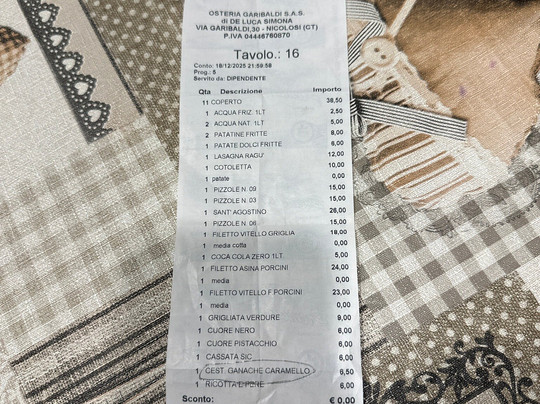 OSTERIA GARIBALDI S.A.S.
di DE LUCA SIMONA
VIA GARIBALDI,30 - NICOLOSI (CT)
P.IVA 04446760870
Tavolo.: 16
Conto: 18/12/2025 21:59:58
Prog.: 5
Servito da: DIPENDENTE
Qta Descrizione Importo
11 COPERTO 38,50
1 ACQUA FRIZ. 1LT 2,50
2 ACQUA NAT. 1LT 5,00
2 PATATINE FRITTE 8,00
1 PATATE DOLCI FRITTE 6,00
1 LASAGNA RAGU' 12,00
1 COTOLETTA 10,00
1 patate 0,00
1 PIZZOLE N. 09 15,00
1 PIZZOLE N. 03 15,00
1 SANT' AGOSTINO 26,00
1 PIZZOLE N. 06 15,00
1 FILETTO VITELLO GRIGLIA 18,00
1 media cotta 0,00
1 COCA COLA ZERO 1LT 5,00
1 FILETTO ASINA PORCINI 24,00
1 media 0,00
1 FILETTO VITELLO F PORCINI 23,00
1 media 0,00
1 GRIGLIATA VERDURE 9,00
1 CUORE NERO 6,00
1 CUORE PISTACCHIO 6,00
1 CASSATA SIC 6,00
1 CEST. GANACHE CARAMELLO 6,50
1 RICOTTA E PERE 6,00
Sconto: € 0,00